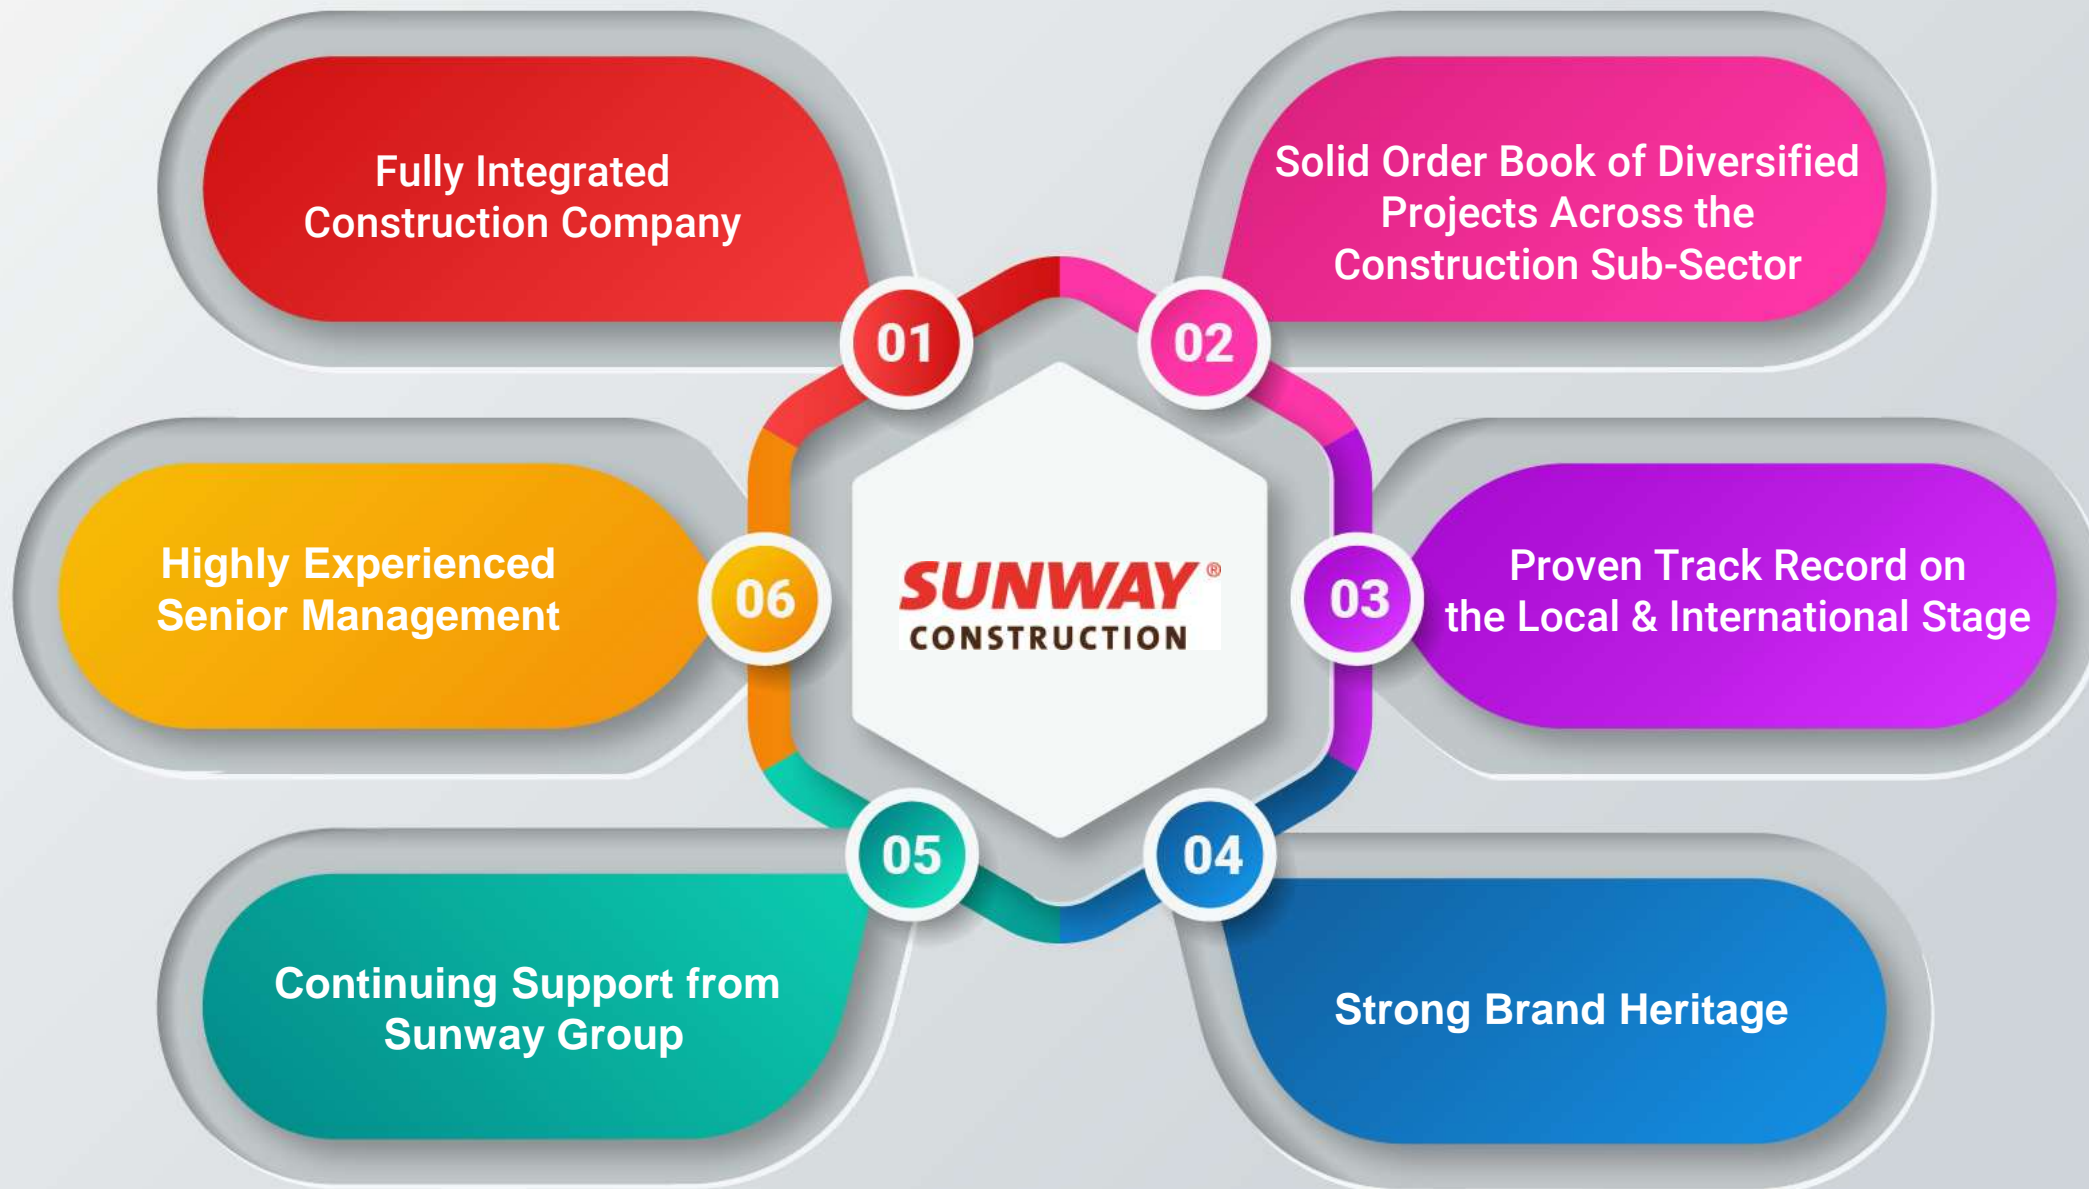 Fully Integrated
Construction Company
01
Solid Order Book of Diversified
Projects Across the
Construction Sub-Sector
02
Proven Track Record on
the Local & International Stage
03
Strong Brand Heritage
04
Continuing Support from
Sunway Group
05
Highly Experienced
Senior Management
06
SUNWAY®
CONSTRUCTION